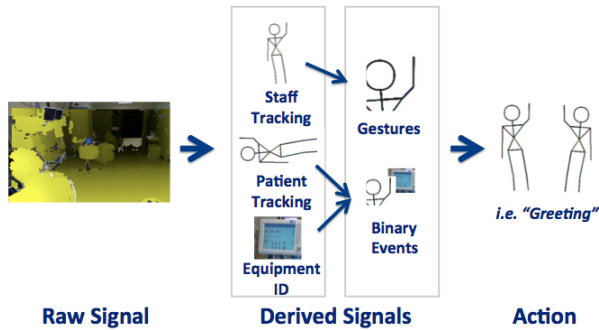 Staff
Tracking
Gestures
Patient
Tracking
Binary
Events
Equipment
ID
i.e. “Greeting”
Raw Signal
Derived Signals
Action